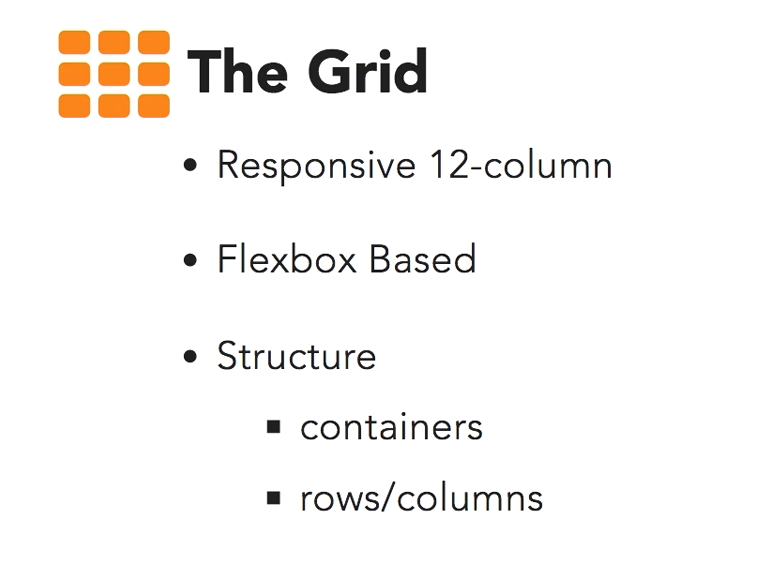 The Grid
• Responsive 12-column
• Flexbox Based
• Structure
▪ containers
▪ rows/columns